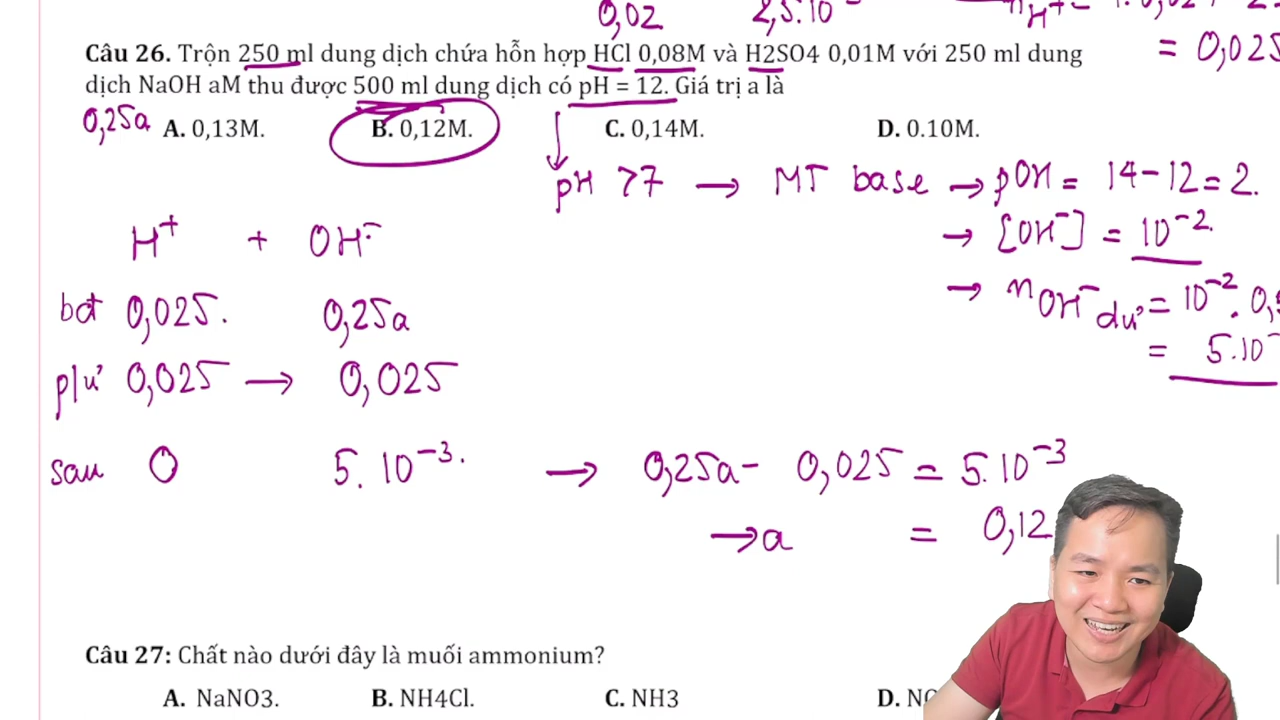 0,02 2,5.10
= 0,025
Câu 26. Trộn 250 ml dung dịch chứa hỗn hợp HCl 0,08M và H2SO4 0,01M với 250 ml dung
dịch NaOH aM thu được 500 ml dung dịch có pH = 12. Giá trị a là
0,25a A. 0,13M. B. 0,12M. C. 0,14M. D. 0.10M.
pH >7 → MT base → pOH = 14-12 = 2.
H⁺ + OH⁻ → [OH⁻] = 10⁻²
bđ 0,025. 0,25a → nOH⁻ dư = 10⁻² . 0,
= 5.10
p/ư 0,025 → 0,025
sau 0 5.10⁻³. → 0,25a - 0,025 = 5.10⁻³
→ a = 0,12
Câu 27: Chất nào dưới đây là muối ammonium?
A. NaNO3. B. NH4Cl. C. NH3 D.